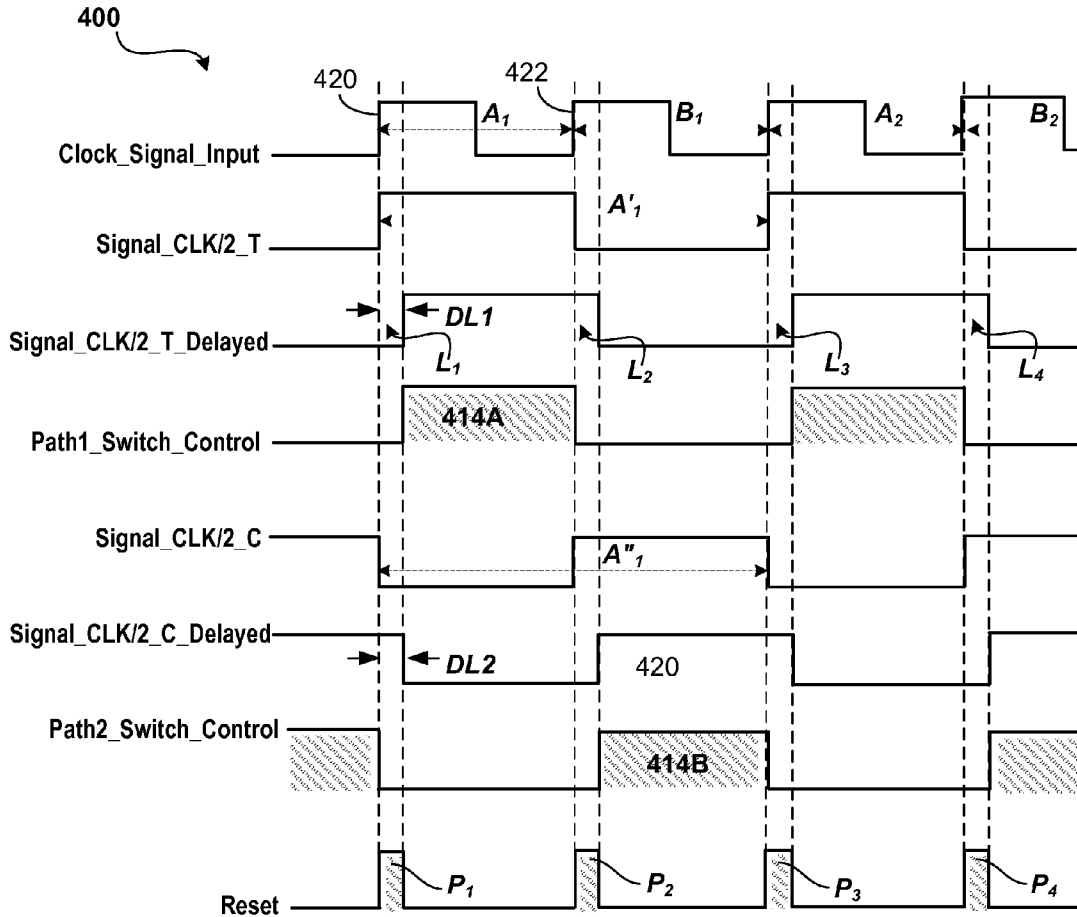 400
420
422
A₁
B₁
A₂
B₂
Clock_Signal_Input
A'₁
Signal_CLK/2_T
DL1
Signal_CLK/2_T_Delayed
L₁
L₂
L₃
L₄
414A
Path1_Switch_Control
Signal_CLK/2_C
A"₁
Signal_CLK/2_C_Delayed
DL2
420
Path2_Switch_Control
414B
P₁
P₂
P₃
P₄
Reset